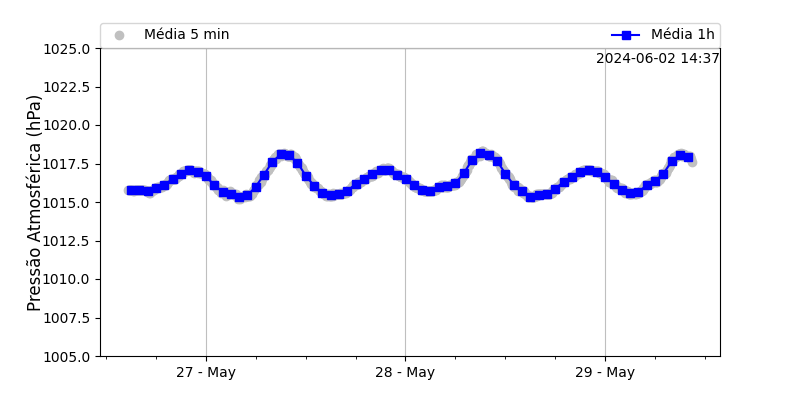 Média 5 min
Média 1h
2024-06-02 14:37
Pressão Atmosférica (hPa)
1025.0
1022.5
1020.0
1017.5
1015.0
1012.5
1010.0
1007.5
1005.0
27 - May
28 - May
29 - May